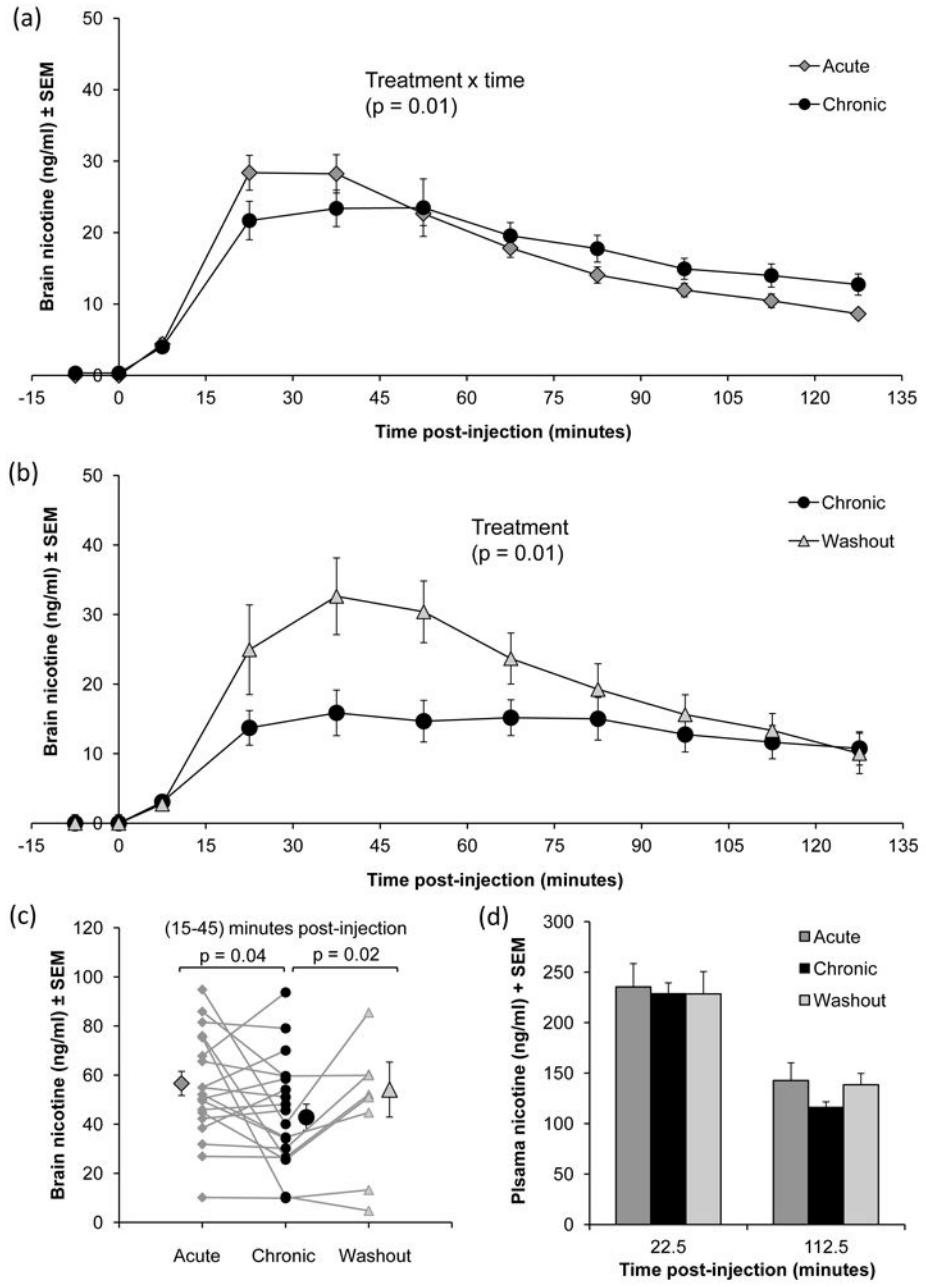 (a)
50
40
30
20
10
0
Brain nicotine (ng/ml) ± SEM
Treatment x time
(p = 0.01)
Acute
Chronic
-15 0 15 30 45 60 75 90 105 120 135
Time post-injection (minutes)
(b)
50
40
30
20
10
0
Brain nicotine (ng/ml) ± SEM
Treatment
(p = 0.01)
Chronic
Washout
-15 0 15 30 45 60 75 90 105 120 135
Time post-injection (minutes)
(c)
(15-45) minutes post-injection
p = 0.04 p = 0.02
120
100
80
60
40
20
0
Brain nicotine (ng/ml) ± SEM
Acute Chronic Washout
(d)
300
250
200
150
100
50
0
Plsama nicotine (ng/ml) + SEM
Acute
Chronic
Washout
22.5 112.5
Time post-injection (minutes)